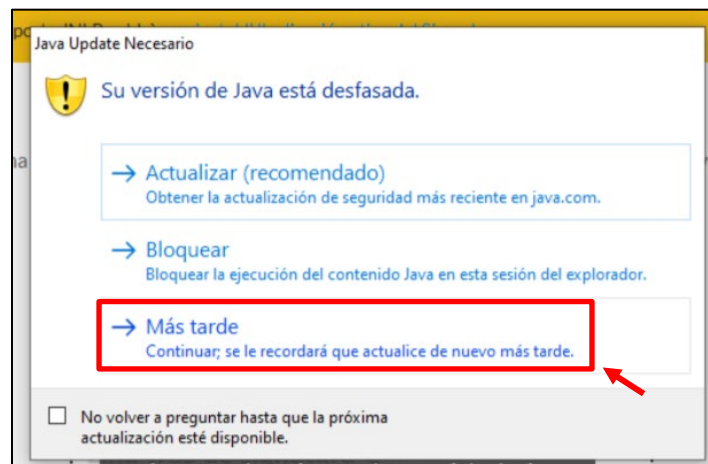 Java Update Necesario
Su versión de Java está desfasada.
→ Actualizar (recomendado)
Obtener la actualización de seguridad más reciente en java.com.
→ Bloquear
Bloquear la ejecución del contenido Java en esta sesión del explorador.
→ Más tarde
Continuar; se le recordará que actualice de nuevo más tarde.
No volver a preguntar hasta que la próxima
actualización esté disponible.